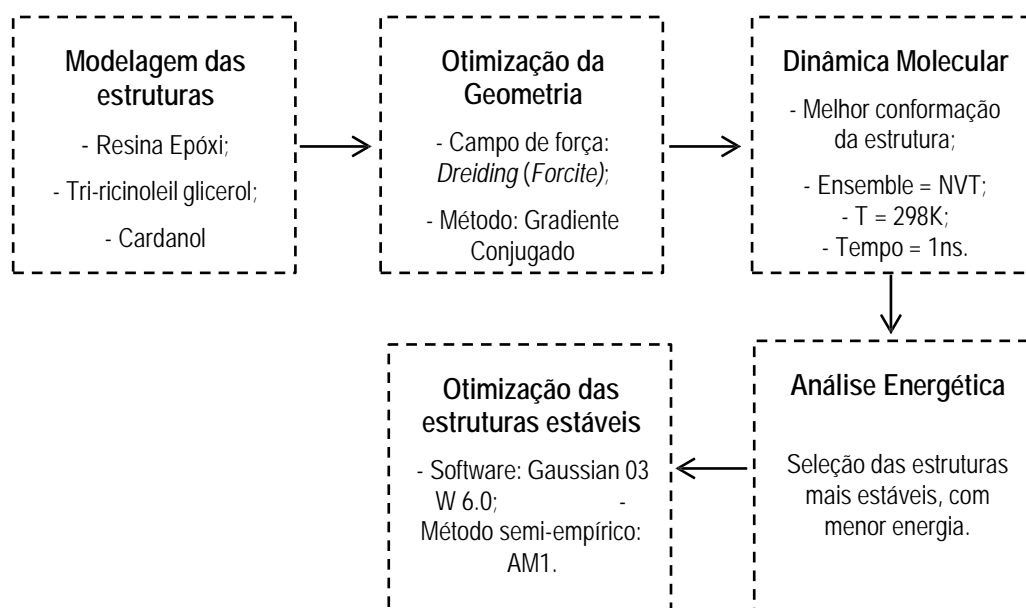 Modelagem das
estruturas
- Resina Epóxi;
- Tri-ricinoleil glicerol;
- Cardanol
Otimização da
Geometria
- Campo de força:
Dreiding (Forcite);
- Método: Gradiente
Conjugado
Dinâmica Molecular
- Melhor conformação
da estrutura;
- Ensemble = NVT;
- T = 298K;
- Tempo = 1ns.
Análise Energética
Seleção das estruturas
mais estáveis, com
menor energia.
Otimização das
estruturas estáveis
- Software: Gaussian 03
W 6.0; -
Método semi-empírico:
AM1.